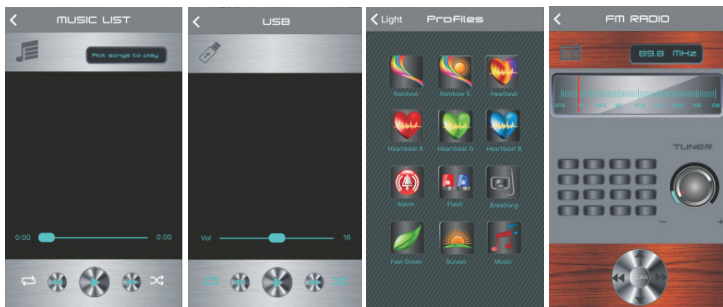 MUSIC LIST
Pick songs to play
0:00
0:00
USB
Vol
16
Light
Profiles
Rainbow
Rainbow S
Heartbeat
Heartbeat R
Heartbeat G
Heartbeat B
Alarm
Flash
Breathing
Feel Green
Sunset
Music
FM RADIO
89.8 MHz
TUNER